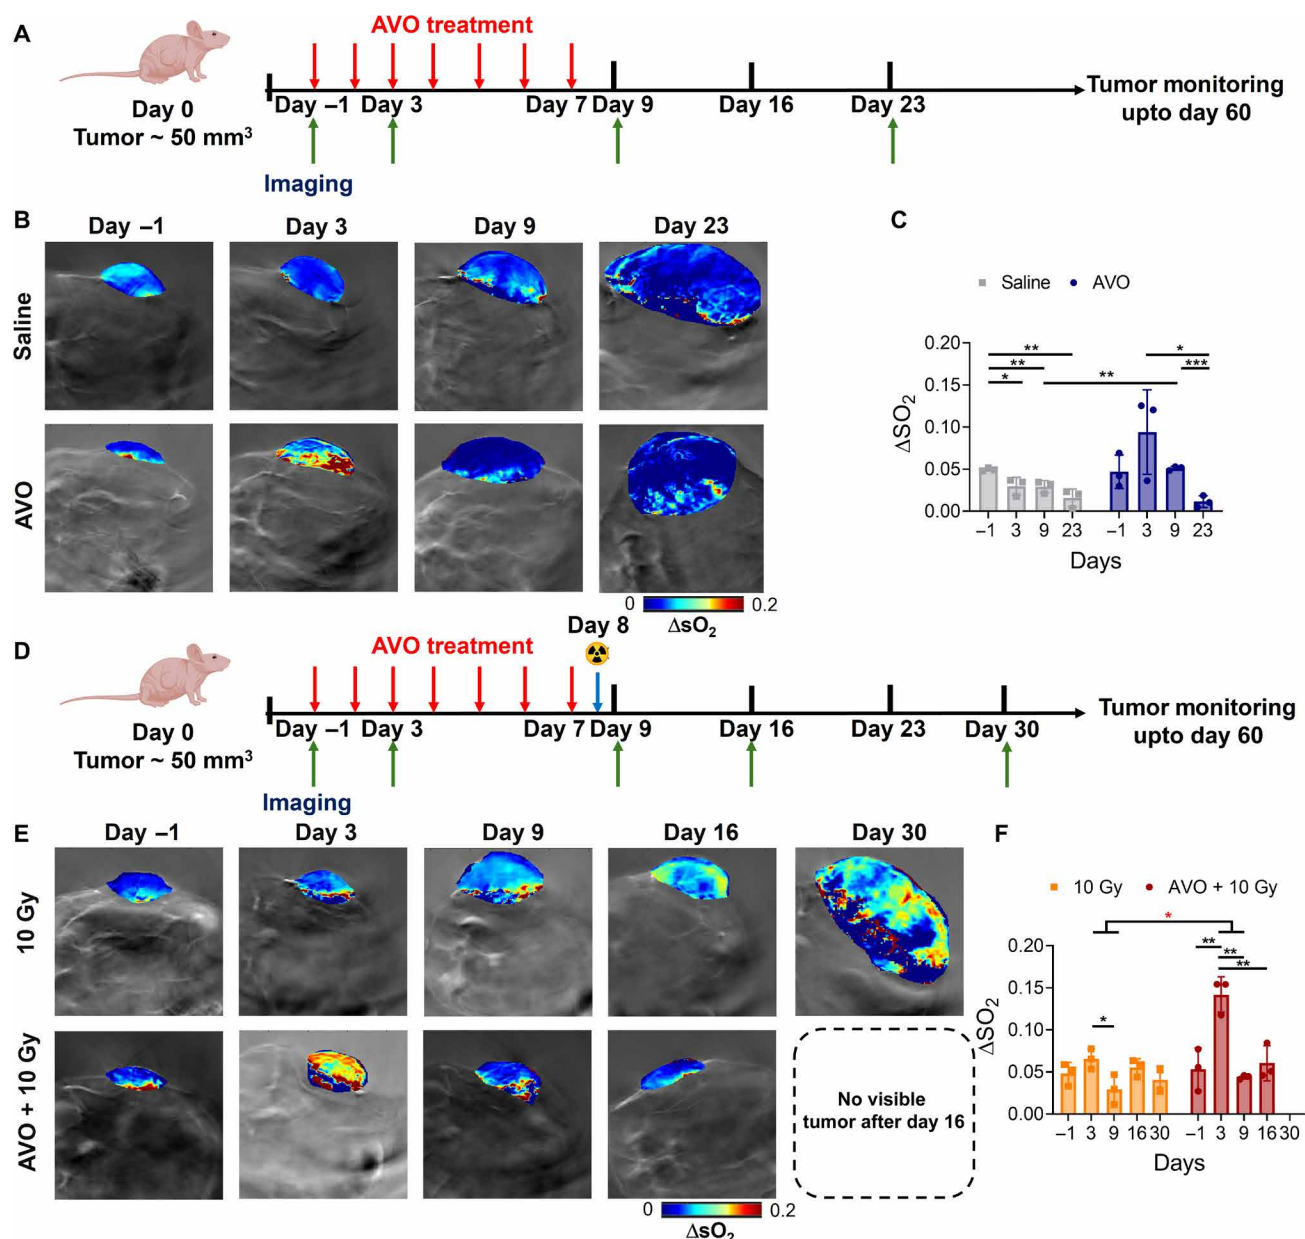 A
AVO treatment
Day 0
Tumor ~ 50 mm³
Day –1 Day 3 Day 7 Day 9 Day 16 Day 23
Tumor monitoring
upto day 60
Imaging
B
Day –1 Day 3 Day 9 Day 23
Saline
AVO
0 0.2
ΔsO₂
C
Saline AVO
0.20
0.15
0.10
0.05
0.00
ΔSO₂
** *
** ***
* **
–1 3 9 23 –1 3 9 23
Days
D
AVO treatment
Day 8
Day 0
Tumor ~ 50 mm³
Day –1 Day 3 Day 7 Day 9 Day 16 Day 23 Day 30
Tumor monitoring
upto day 60
Imaging
E
Day –1 Day 3 Day 9 Day 16 Day 30
10 Gy
AVO + 10 Gy
No visible
tumor after day 16
0 0.2
ΔsO₂
F
10 Gy AVO + 10 Gy
*
0.20
0.15
0.10
0.05
0.00
ΔSO₂
**
**
**
*
–1 3 9 16 30 –1 3 9 16 30
Days